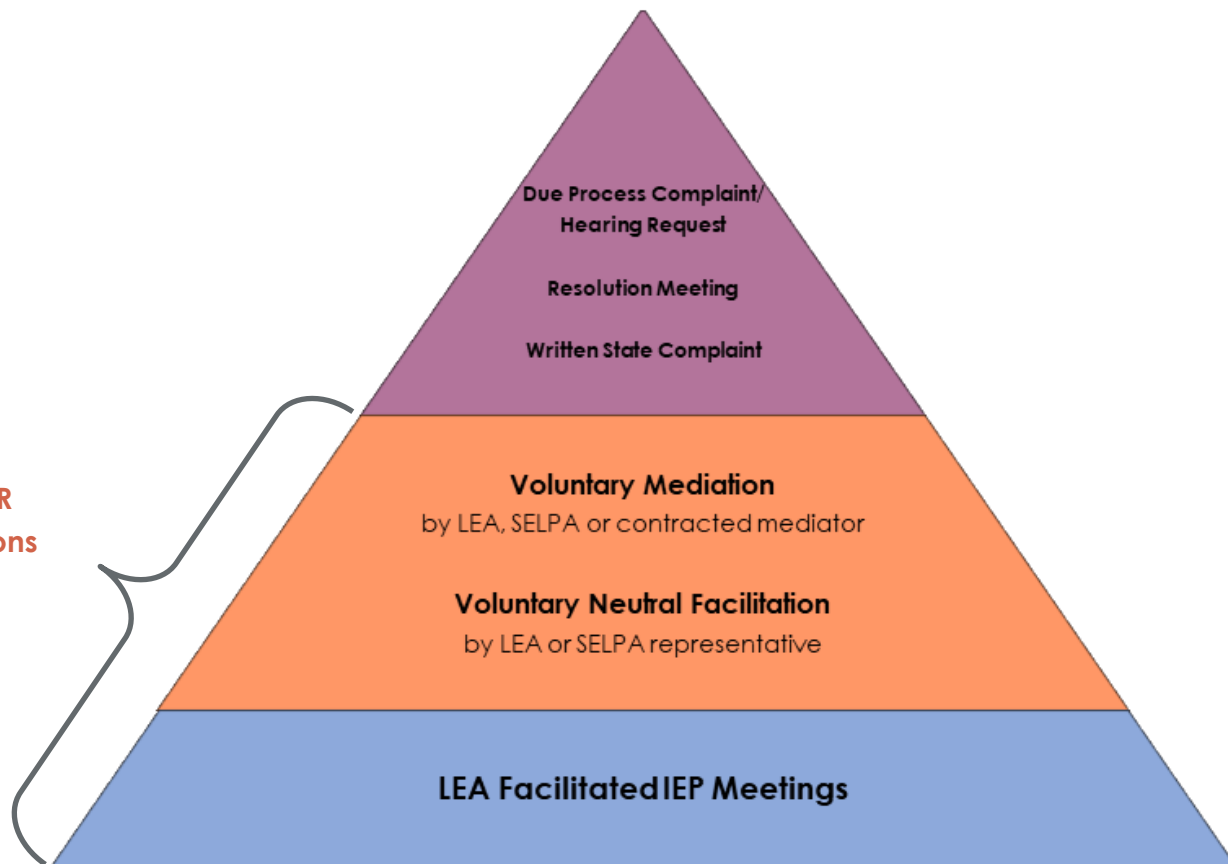 Due Process Complaint/
Hearing Request
Resolution Meeting
Written State Complaint
R
ons
Voluntary Mediation
by LEA, SELPA or contracted mediator
Voluntary Neutral Facilitation
by LEA or SELPA representative
LEA Facilitated IEP Meetings